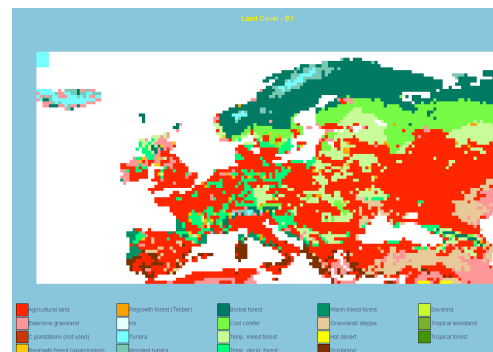 Land Cover - B1
Agricultural land
Regrowth forest (Timber)
Boreal forest
Warm mixed forest
Savanna
Extensive grassland
Ice
Cool conifer
Grassland/ steppe
Tropical woodland
C plantations (not used)
Tundra
Temp. mixed forest
Hot desert
Tropical forest
Regrowth forest (Abandoning)
Wooded tundra
Temp. decid. forest
Scrubland